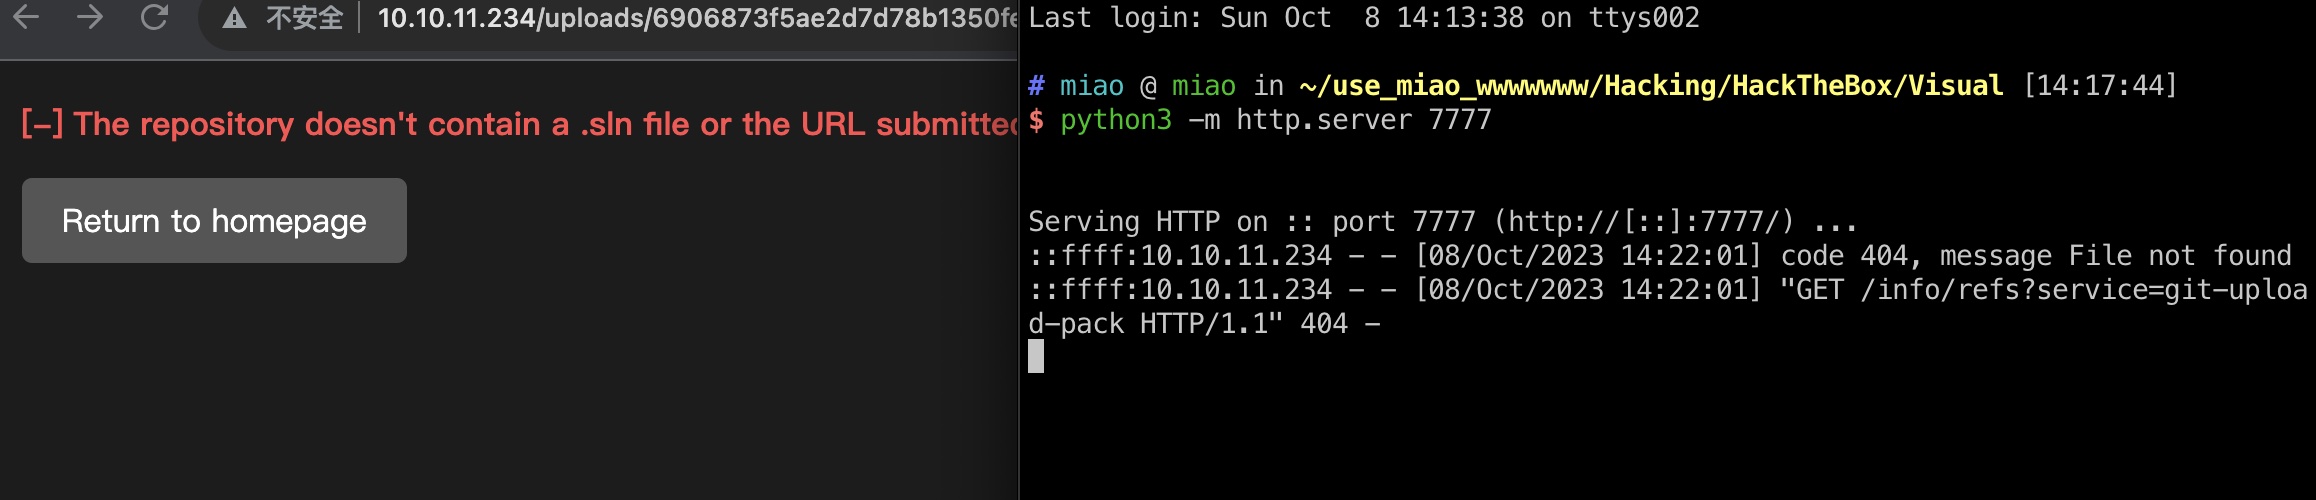 不安全 10.10.11.234/uploads/6906873f5ae2d7d78b1350fe
[-] The repository doesn't contain a .sln file or the URL submitted
Return to homepage
Last login: Sun Oct  8 14:13:38 on ttys002
# miao @ miao in ~/use_miao_wwwwwww/Hacking/HackTheBox/Visual [14:17:44]
$ python3 -m http.server 7777
Serving HTTP on :: port 7777 (http://[::]:7777/) ...
::ffff:10.10.11.234 - - [08/Oct/2023 14:22:01] code 404, message File not found
::ffff:10.10.11.234 - - [08/Oct/2023 14:22:01] "GET /info/refs?service=git-uploa
d-pack HTTP/1.1" 404 -